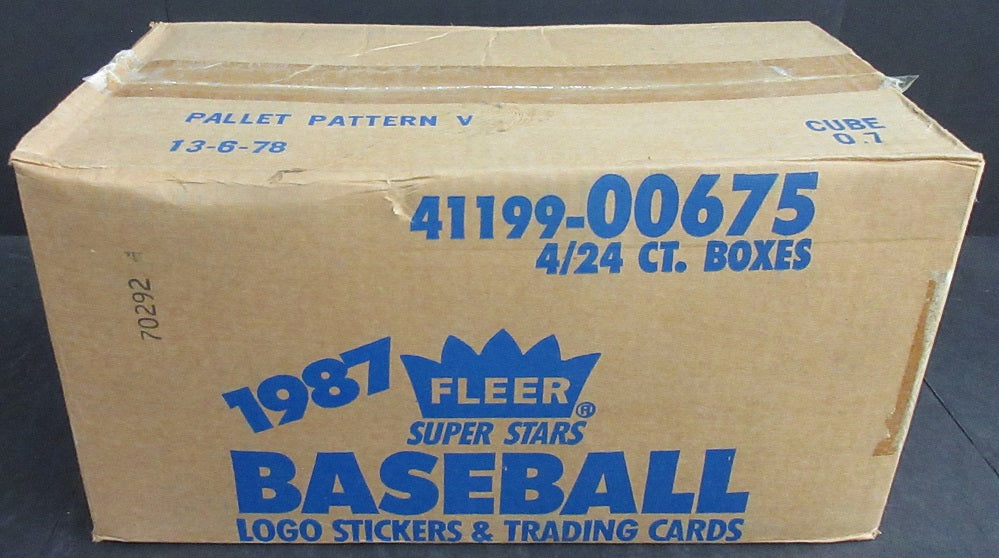 PALLET PATTERN V
13-6-78
CUBE
0.7
41199-00675
4/24 CT. BOXES
70292
1987
FLEER®
SUPER STARS
BASEBALL
LOGO STICKERS & TRADING CARDS